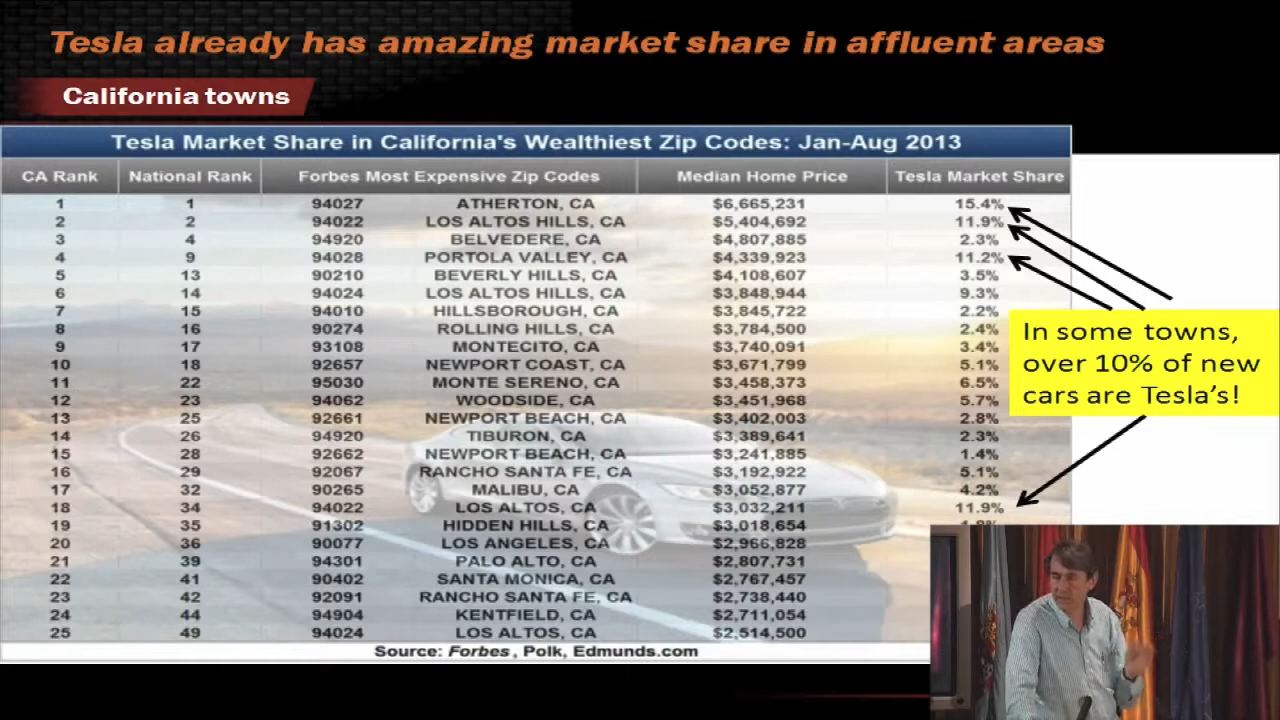 Tesla already has amazing market share in affluent areas
California towns
Tesla Market Share in California's Wealthiest Zip Codes: Jan-Aug 2013
CA Rank National Rank Forbes Most Expensive Zip Codes Median Home Price Tesla Market Share
1 1 94027 ATHERTON, CA $6,665,231 15.4%
2 2 94022 LOS ALTOS HILLS, CA $5,404,692 11.9%
3 4 94920 BELVEDERE, CA $4,807,885 2.3%
4 9 94028 PORTOLA VALLEY, CA $4,339,923 11.2%
5 13 90210 BEVERLY HILLS, CA $4,108,607 3.5%
6 14 94024 LOS ALTOS HILLS, CA $3,848,944 9.3%
7 15 94010 HILLSBOROUGH, CA $3,845,722 2.2%
8 16 90274 ROLLING HILLS, CA $3,784,500 2.4%
9 17 93108 MONTECITO, CA $3,740,091 3.4%
10 18 92657 NEWPORT COAST, CA $3,671,799 5.1%
11 22 95030 MONTE SERENO, CA $3,458,373 6.5%
12 23 94062 WOODSIDE, CA $3,451,968 5.7%
13 25 92661 NEWPORT BEACH, CA $3,402,003 2.8%
14 26 94920 TIBURON, CA $3,389,641 2.3%
15 28 92662 NEWPORT BEACH, CA $3,241,885 1.4%
16 29 92067 RANCHO SANTA FE, CA $3,192,922 5.1%
17 32 90265 MALIBU, CA $3,052,877 4.2%
18 34 94022 LOS ALTOS, CA $3,032,211 11.9%
19 35 91302 HIDDEN HILLS, CA $3,018,654
20 36 90077 LOS ANGELES, CA $2,966,828
21 39 94301 PALO ALTO, CA $2,807,731
22 41 90402 SANTA MONICA, CA $2,767,457
23 42 92091 RANCHO SANTA FE, CA $2,738,440
24 44 94904 KENTFIELD, CA $2,711,054
25 49 94024 LOS ALTOS, CA $2,514,500
Source: Forbes, Polk, Edmunds.com
In some towns,
over 10% of new
cars are Tesla's!